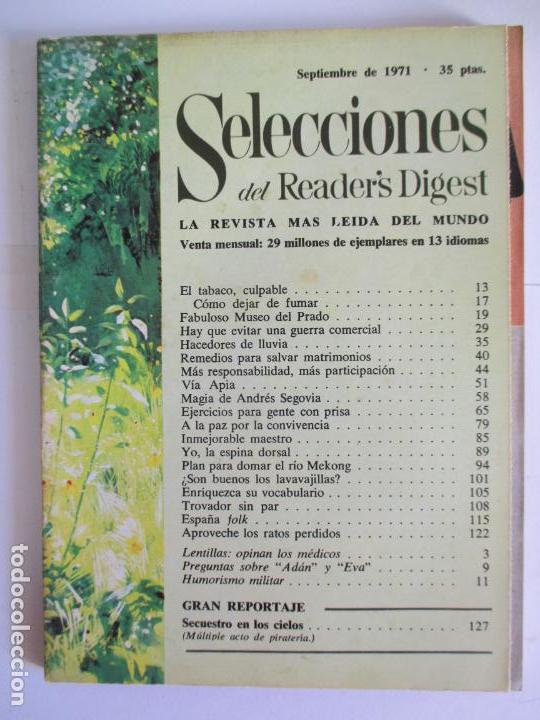 Septiembre de 1971 · 35 ptas.
Selecciones
del Reader's Digest
LA REVISTA MAS LEIDA DEL MUNDO
Venta mensual: 29 millones de ejemplares en 13 idiomas
El tabaco, culpable . . . . . . . . . . . . . . . . 13
Cómo dejar de fumar . . . . . . . . . . . . . . 17
Fabuloso Museo del Prado . . . . . . . . . . . . 19
Hay que evitar una guerra comercial . . . . . . . 29
Hacedores de lluvia . . . . . . . . . . . . . . . 35
Remedios para salvar matrimonios . . . . . . . . 40
Más responsabilidad, más participación . . . . . . 44
Vía Apia . . . . . . . . . . . . . . . . . . . . 51
Magia de Andrés Segovia . . . . . . . . . . . . 58
Ejercicios para gente con prisa . . . . . . . . . 65
A la paz por la convivencia . . . . . . . . . . . 79
Inmejorable maestro . . . . . . . . . . . . . . 85
Yo, la espina dorsal . . . . . . . . . . . . . . 89
Plan para domar el río Mekong . . . . . . . . . 94
¿Son buenos los lavavajillas? . . . . . . . . . . 101
Enriquezca su vocabulario . . . . . . . . . . . 105
Trovador sin par . . . . . . . . . . . . . . . . 108
España folk . . . . . . . . . . . . . . . . . . 115
Aproveche los ratos perdidos . . . . . . . . . . 122
Lentillas: opinan los médicos . . . . . . . . . . 3
Preguntas sobre "Adán" y "Eva" . . . . . . . . 9
Humorismo militar . . . . . . . . . . . . . . . 11
GRAN REPORTAJE
Secuestro en los cielos . . . . . . . . . . . . . 127
(Múltiple acto de piratería.)
todocoleccion